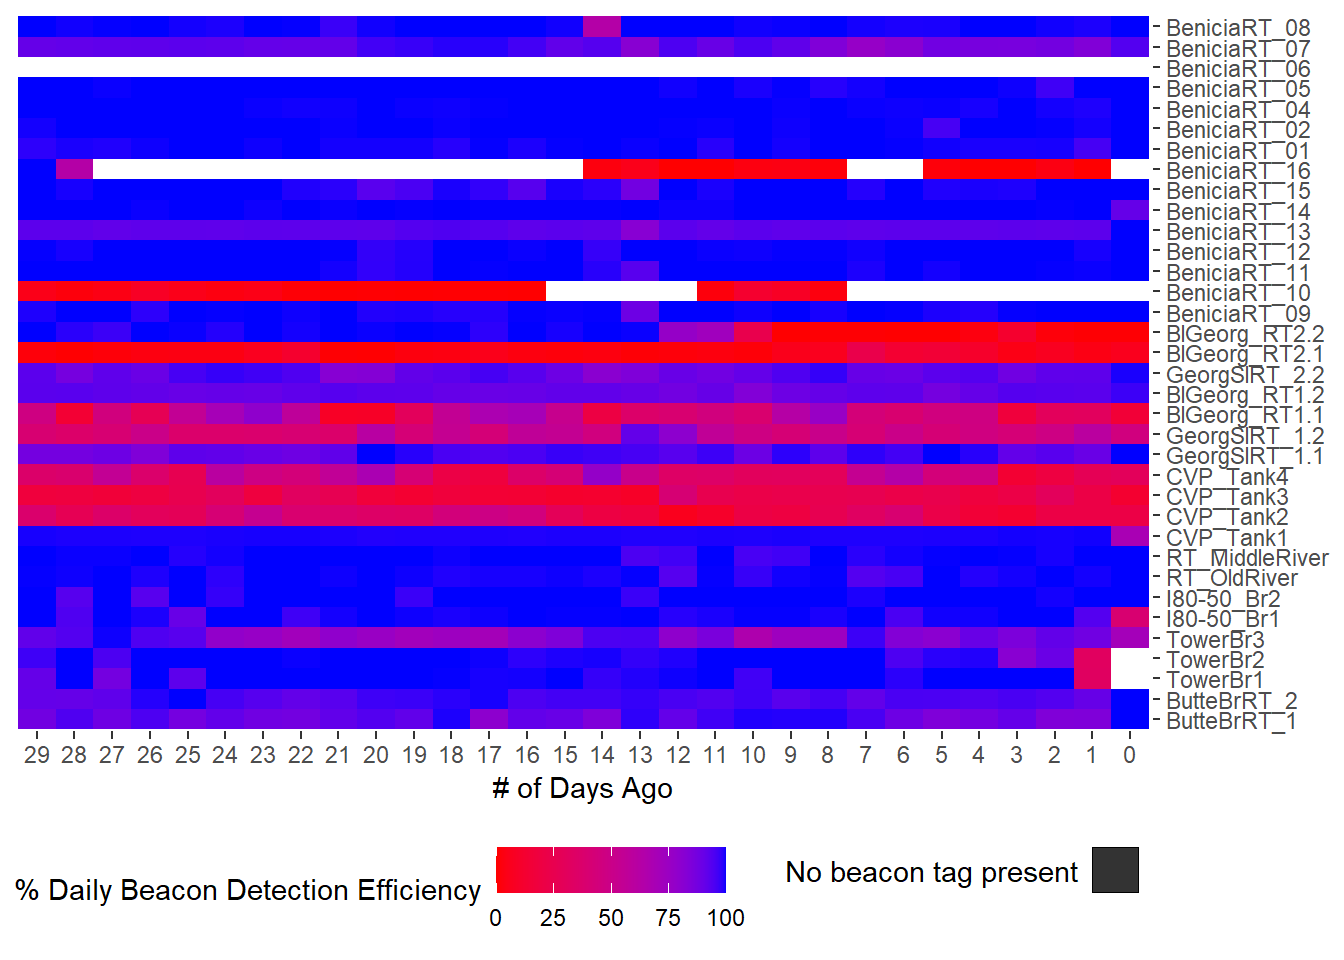 BeniciaRT_08
BeniciaRT_07
BeniciaRT_06
BeniciaRT_05
BeniciaRT_04
BeniciaRT_02
BeniciaRT_01
BeniciaRT_16
BeniciaRT_15
BeniciaRT_14
BeniciaRT_13
BeniciaRT_12
BeniciaRT_11
BeniciaRT_10
BeniciaRT_09
BlGeorg_RT2.2
BlGeorg_RT2.1
GeorgSlRT_2.2
BlGeorg_RT1.2
BlGeorg_RT1.1
GeorgSlRT_1.2
GeorgSlRT_1.1
CVP_Tank4
CVP_Tank3
CVP_Tank2
CVP_Tank1
RT_MiddleRiver
RT_OldRiver
I80-50_Br2
I80-50_Br1
TowerBr3
TowerBr2
TowerBr1
ButteBrRT_2
ButteBrRT_1
29 28 27 26 25 24 23 22 21 20 19 18 17 16 15 14 13 12 11 10 9 8 7 6 5 4 3 2 1 0
# of Days Ago
% Daily Beacon Detection Efficiency
0 25 50 75 100
No beacon tag present